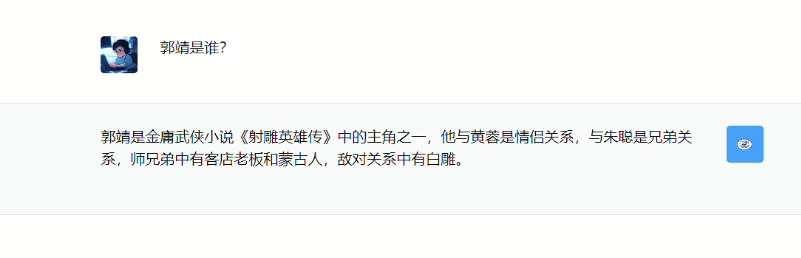 郭靖是谁?
郭靖是金庸武侠小说《射雕英雄传》中的主角之一，他与黄蓉是情侣关系，与朱聪是兄弟关
系，师兄弟中有客店老板和蒙古人，敌对关系中有白雕。